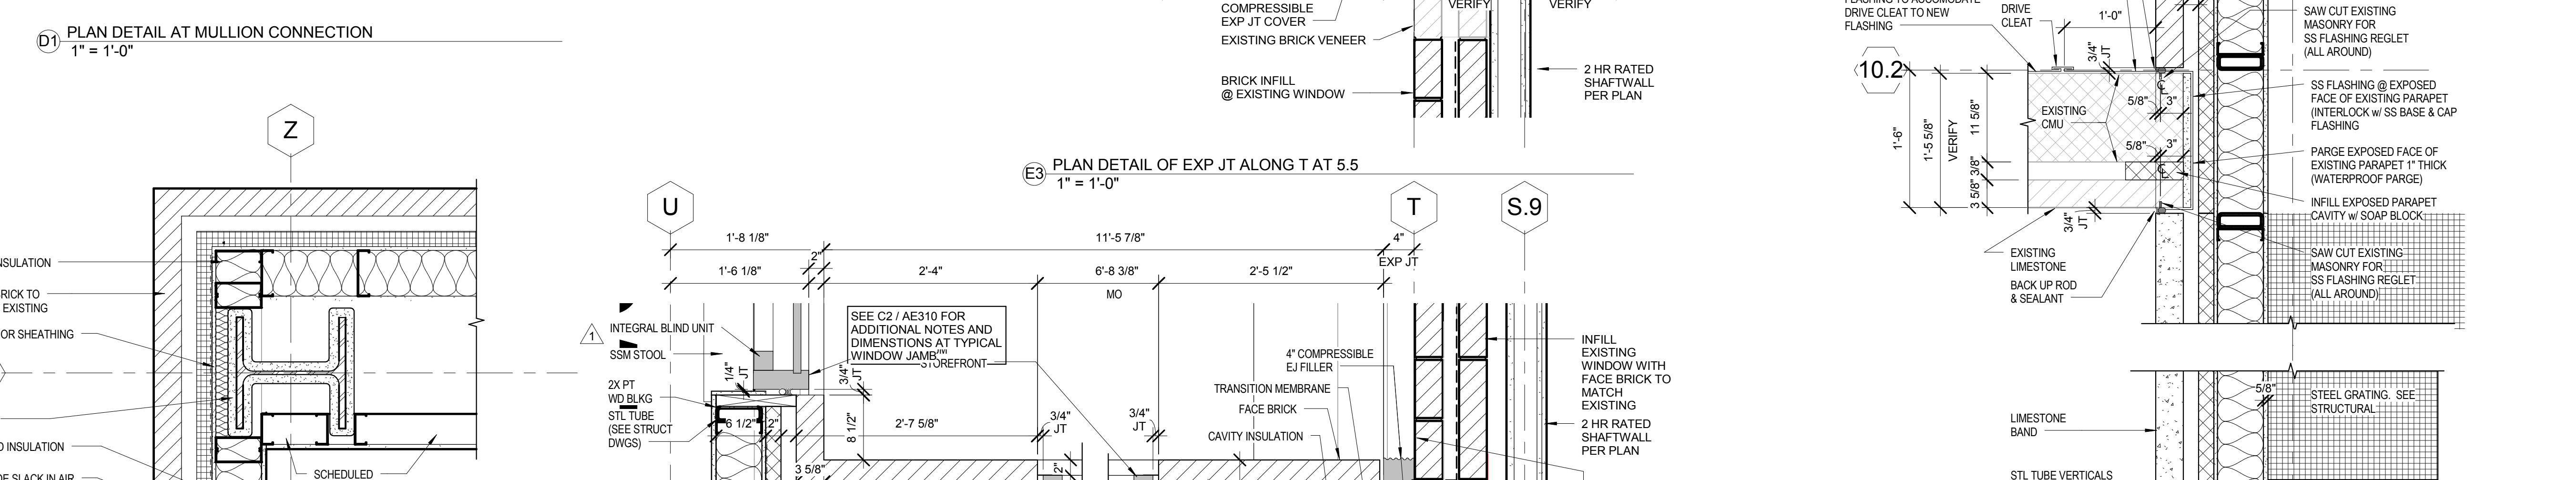 D1
PLAN DETAIL AT MULLION CONNECTION
1" = 1'-0"
Z
NSULATION
RICK TO
EXISTING
OR SHEATHING
D INSULATION
SCHEDULED
COMPRESSIBLE
EXP JT COVER
VERIFY
VERIFY
EXISTING BRICK VENEER
BRICK INFILL
@ EXISTING WINDOW
2 HR RATED
SHAFTWALL
PER PLAN
E3
PLAN DETAIL OF EXP JT ALONG T AT 5.5
1" = 1'-0"
U
T
S.9
1'-8 1/8"
2"
11'-5 7/8"
4"
EXP JT
1'-6 1/8"
2'-4"
6'-8 3/8"
MO
2'-5 1/2"
1
INTEGRAL BLIND UNIT
SSM STOOL
2X PT
WD BLKG
STL TUBE
(SEE STRUCT
DWGS)
SEE C2 / AE310 FOR
ADDITIONAL NOTES AND
DIMENSIONS AT TYPICAL
WINDOW JAMB
STOREFRONT
1/4"
JT
3/4"
JT
6 1/2"
2"
8 1/2"
2'-7 5/8"
3/4"
JT
3/4"
JT
3 5/8"
2"
4" COMPRESSIBLE
EJ FILLER
TRANSITION MEMBRANE
FACE BRICK
CAVITY INSULATION
INFILL
EXISTING
WINDOW WITH
FACE BRICK TO
MATCH
EXISTING
2 HR RATED
SHAFTWALL
PER PLAN
DRIVE CLEAT TO NEW
FLASHING
DRIVE
CLEAT
1'-0"
3/4"
JT
10.2
1'-6"
1'-5 5/8"
VERIFY
11 5/8"
3/8"
3 5/8"
EXISTING
CMU
5/8"
3"
5/8"
3"
3/4"
JT
EXISTING
LIMESTONE
BACK UP ROD
& SEALANT
SAW CUT EXISTING
MASONRY FOR
SS FLASHING REGLET
(ALL AROUND)
SS FLASHING @ EXPOSED
FACE OF EXISTING PARAPET
(INTERLOCK w/ SS BASE & CAP
FLASHING
PARGE EXPOSED FACE OF
EXISTING PARAPET 1" THICK
(WATERPROOF PARGE)
INFILL EXPOSED PARAPET
CAVITY w/ SOAP BLOCK
SAW CUT EXISTING
MASONRY FOR
SS FLASHING REGLET
(ALL AROUND)
5/8"
STEEL GRATING. SEE
STRUCTURAL
LIMESTONE
BAND
STL TUBE VERTICALS